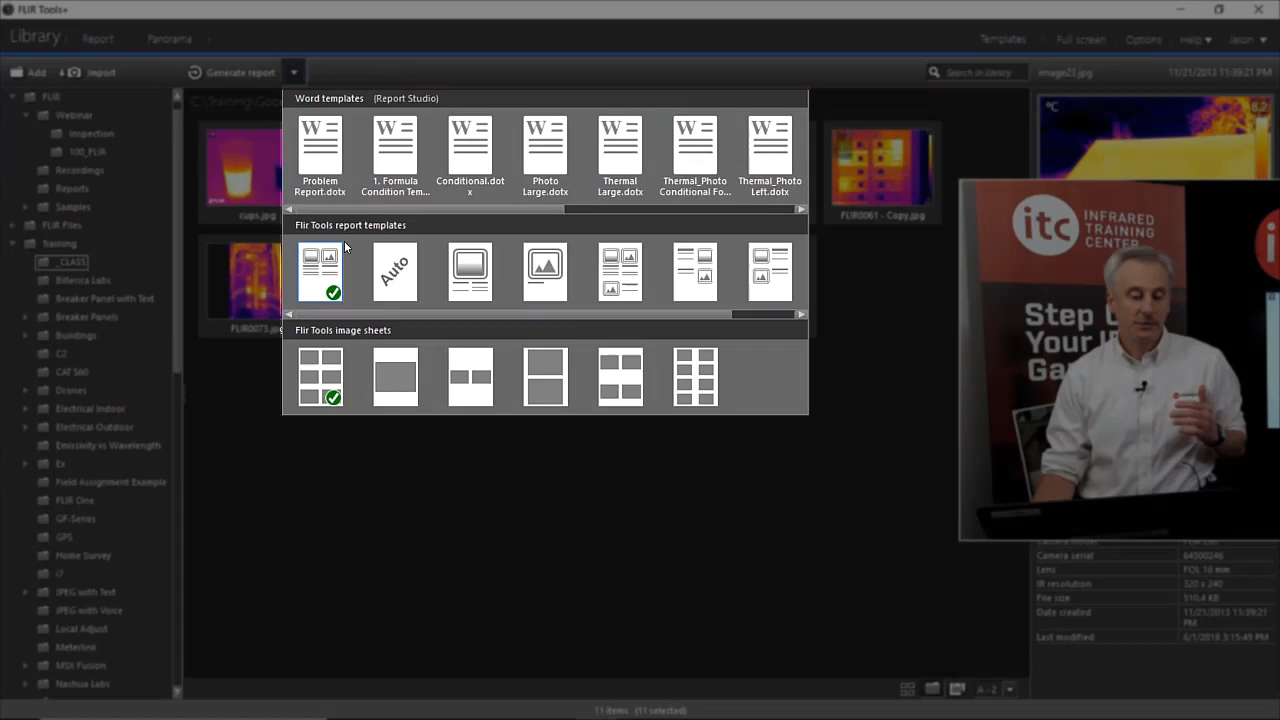 FLIR Tools+
Library Report Panorama
Templates Full screen Options Help Jason
Add Import Generate report Search in library image23.jpg 11/21/2013 11:39:21 PM
Word templates (Report Studio)
Problem Report.dotx
1. Formula Condition Tem...
Conditional.dotx
Photo Large.dotx
Thermal Large.dotx
Thermal_Photo Conditional Fo...
Thermal_Photo Left.dotx
Flir Tools report templates
Auto
Flir Tools image sheets
FLIR
Webinar
Inspection
100_FLIR
Recordings
Reports
Samples
FLIR Files
Training
_CLASS
Billerica Labs
Breaker Panel with Text
Breaker Panels
Buildings
C2
CAT S60
Drones
Electrical Indoor
Electrical Outdoor
Emissivity vs Wavelength
Ex
Field Assignment Example
FLIR One
GF-Series
GPS
Home Survey
i7
JPEG with Text
JPEG with Voice
Local Adjust
Meterlink
MSX Fusion
Nashua Labs
cups.jpg
FLIR0061 - Copy.jpg
°C
itc INFRARED
TRAINING
CENTER
Step
Your
Camera serial 64500246
Lens FOL 18 mm
IR resolution 320 x 240
File size 510.4 KB
Date created 11/21/2013 11:39:21 PM
Last modified 6/1/2018 3:15:49 PM
A - Z
11 items (11 selected)